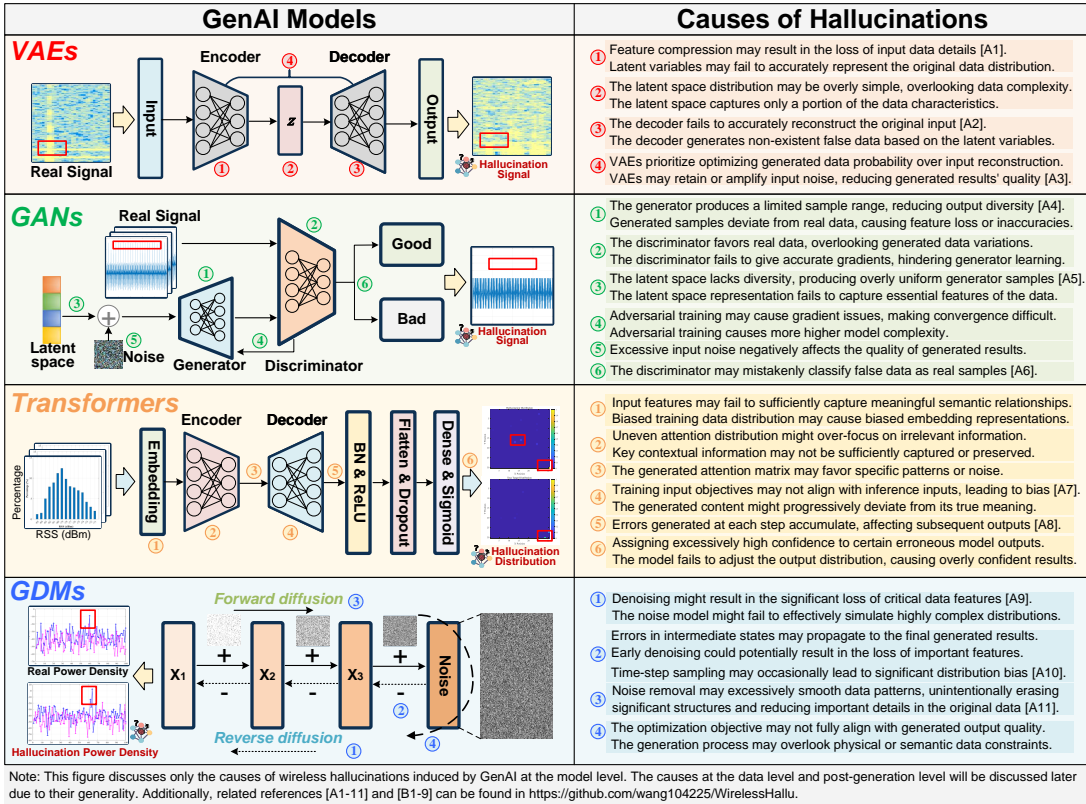 GenAI Models
Causes of Hallucinations
VAEs
Encoder
Decoder
④
Input
z
Output
Real Signal
①
②
③
Hallucination
Signal
① Feature compression may result in the loss of input data details [A1].
Latent variables may fail to accurately represent the original data distribution.
② The latent space distribution may be overly simple, overlooking data complexity.
The latent space captures only a portion of the data characteristics.
③ The decoder fails to accurately reconstruct the original input [A2].
The decoder generates non-existent false data based on the latent variables.
④ VAEs prioritize optimizing generated data probability over input reconstruction.
VAEs may retain or amplify input noise, reducing generated results' quality [A3].
GANs
Real Signal
②
Good
①
③
⑥
Bad
④
⑤
Latent
space
Noise
Generator
Discriminator
Hallucination
Signal
① The generator produces a limited sample range, reducing output diversity [A4].
Generated samples deviate from real data, causing feature loss or inaccuracies.
② The discriminator favors real data, overlooking generated data variations.
The discriminator fails to give accurate gradients, hindering generator learning.
③ The latent space lacks diversity, producing overly uniform generator samples [A5].
The latent space representation fails to capture essential features of the data.
④ Adversarial training may cause gradient issues, making convergence difficult.
Adversarial training causes more higher model complexity.
⑤ Excessive input noise negatively affects the quality of generated results.
⑥ The discriminator may mistakenly classify false data as real samples [A6].
Transformers
Encoder
Decoder
Percentage
RSS (dBm)
Embedding
③
⑤
BN & ReLU
Flatten & Dropout
Dense & Sigmoid
⑥
①
②
④
Hallucination
Distribution
① Input features may fail to sufficiently capture meaningful semantic relationships.
Biased training data distribution may cause biased embedding representations.
② Uneven attention distribution might over-focus on irrelevant information.
Key contextual information may not be sufficiently captured or preserved.
③ The generated attention matrix may favor specific patterns or noise.
④ Training input objectives may not align with inference inputs, leading to bias [A7].
The generated content might progressively deviate from its true meaning.
⑤ Errors generated at each step accumulate, affecting subsequent outputs [A8].
⑥ Assigning excessively high confidence to certain erroneous model outputs.
The model fails to adjust the output distribution, causing overly confident results.
GDMs
Forward diffusion
③
Real Power Density
X1
+
-
X2
+
-
X3
+
-
Noise
②
Hallucination Power Density
Reverse diffusion
①
④
① Denoising might result in the significant loss of critical data features [A9].
The noise model might fail to effectively simulate highly complex distributions.
Errors in intermediate states may propagate to the final generated results.
② Early denoising could potentially result in the loss of important features.
Time-step sampling may occasionally lead to significant distribution bias [A10].
③ Noise removal may excessively smooth data patterns, unintentionally erasing
significant structures and reducing important details in the original data [A11].
④ The optimization objective may not fully align with generated output quality.
The generation process may overlook physical or semantic data constraints.
Note: This figure discusses only the causes of wireless hallucinations induced by GenAI at the model level. The causes at the data level and post-generation level will be discussed later
due to their generality. Additionally, related references [A1-11] and [B1-9] can be found in https://github.com/wang104225/WirelessHallu.